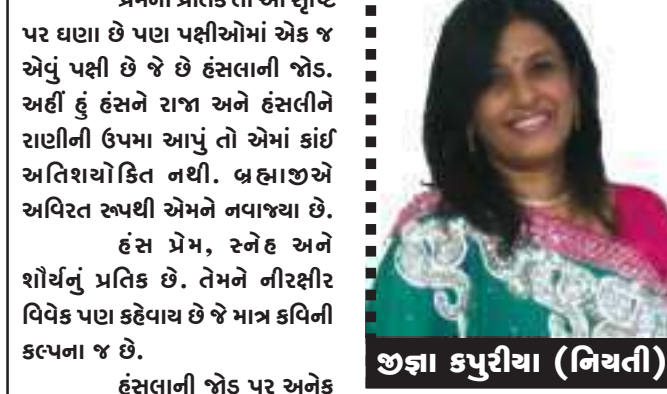 પ્રેમના પ્રતિક તો આ સૃષ્ટિ
પર ઘણા છે પણ પક્ષીઓમાં એક જ
એવું પક્ષી છે જે છે હંસલાની જોડ.
અહીં હું હંસને રાજા અને હંસલીને
રાણીની ઉપમા આપું તો એમાં કાંઈ
અતિશયોકિત નથી. બ્રહ્માજીએ
અવિરત રૂપથી એમને નવાજ્યા છે.
હંસ પ્રેમ, સ્નેહ અને
શૌર્યનું પ્રતિક છે. તેમને નીરક્ષીર
વિવેક પણ કહેવાય છે જે માત્ર કવિની
કલ્પના જ છે.
હંસલાની જોડ પર અનેક
જીજ્ઞા કપુરીયા (નિયતી)